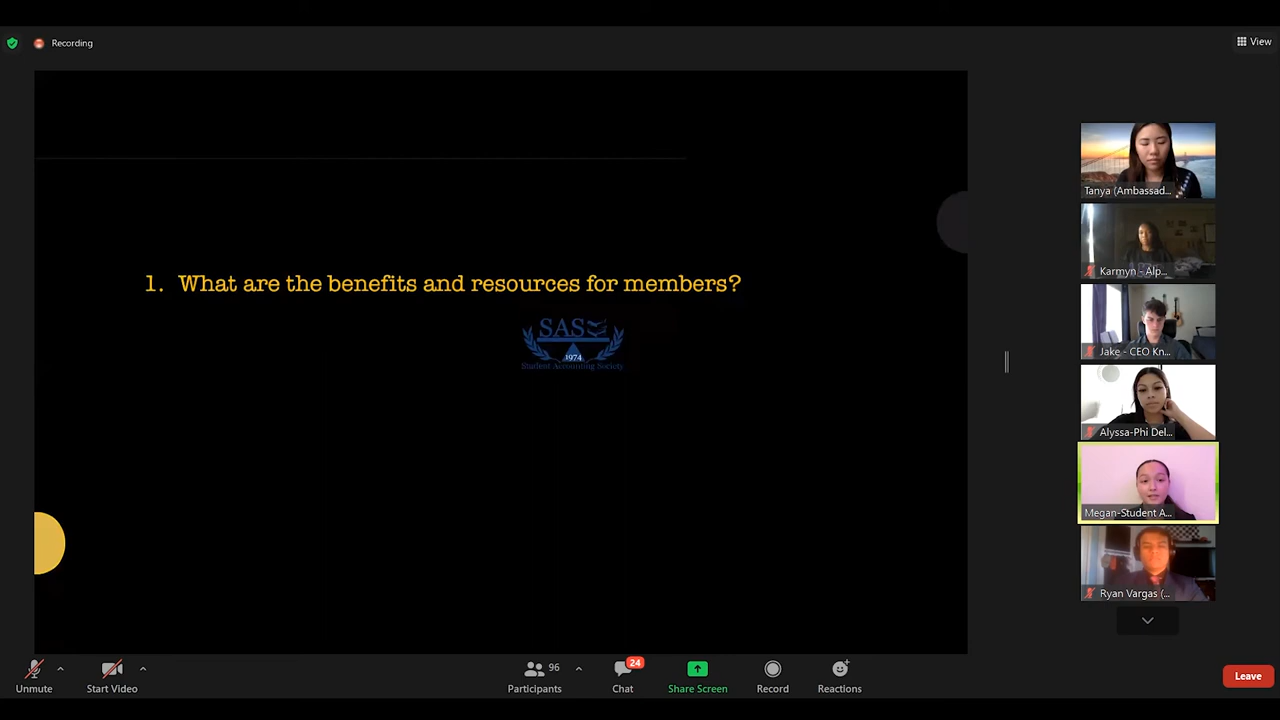 Recording
View
1. What are the benefits and resources for members?
SAS
1974
Student Accounting Society
Tanya (Ambassad...
Karmyn - Alp...
Jake - CEO Kn...
Alyssa-Phi Del...
Megan-Student A...
Ryan Vargas (...
Unmute
Start Video
96
Participants
24
Chat
Share Screen
Record
Reactions
Leave